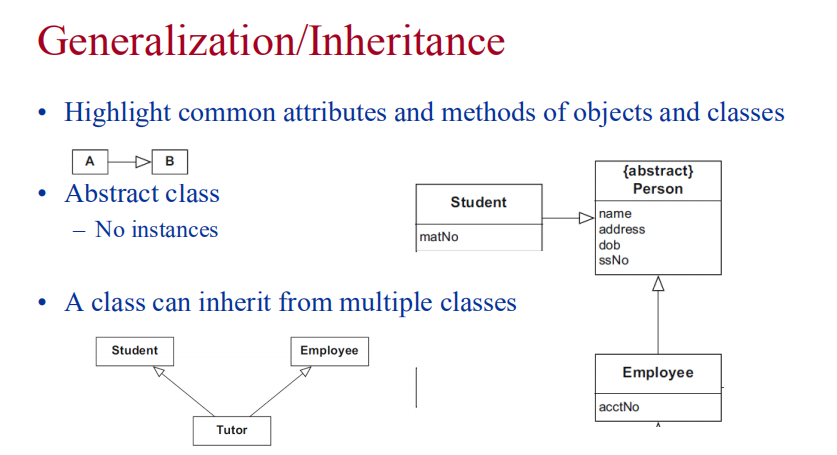 Generalization/Inheritance
• Highlight common attributes and methods of objects and classes
A
B
• Abstract class
– No instances
Student
matNo
{abstract}
Person
name
address
dob
ssNo
• A class can inherit from multiple classes
Student
Employee
Tutor
Employee
acctNo